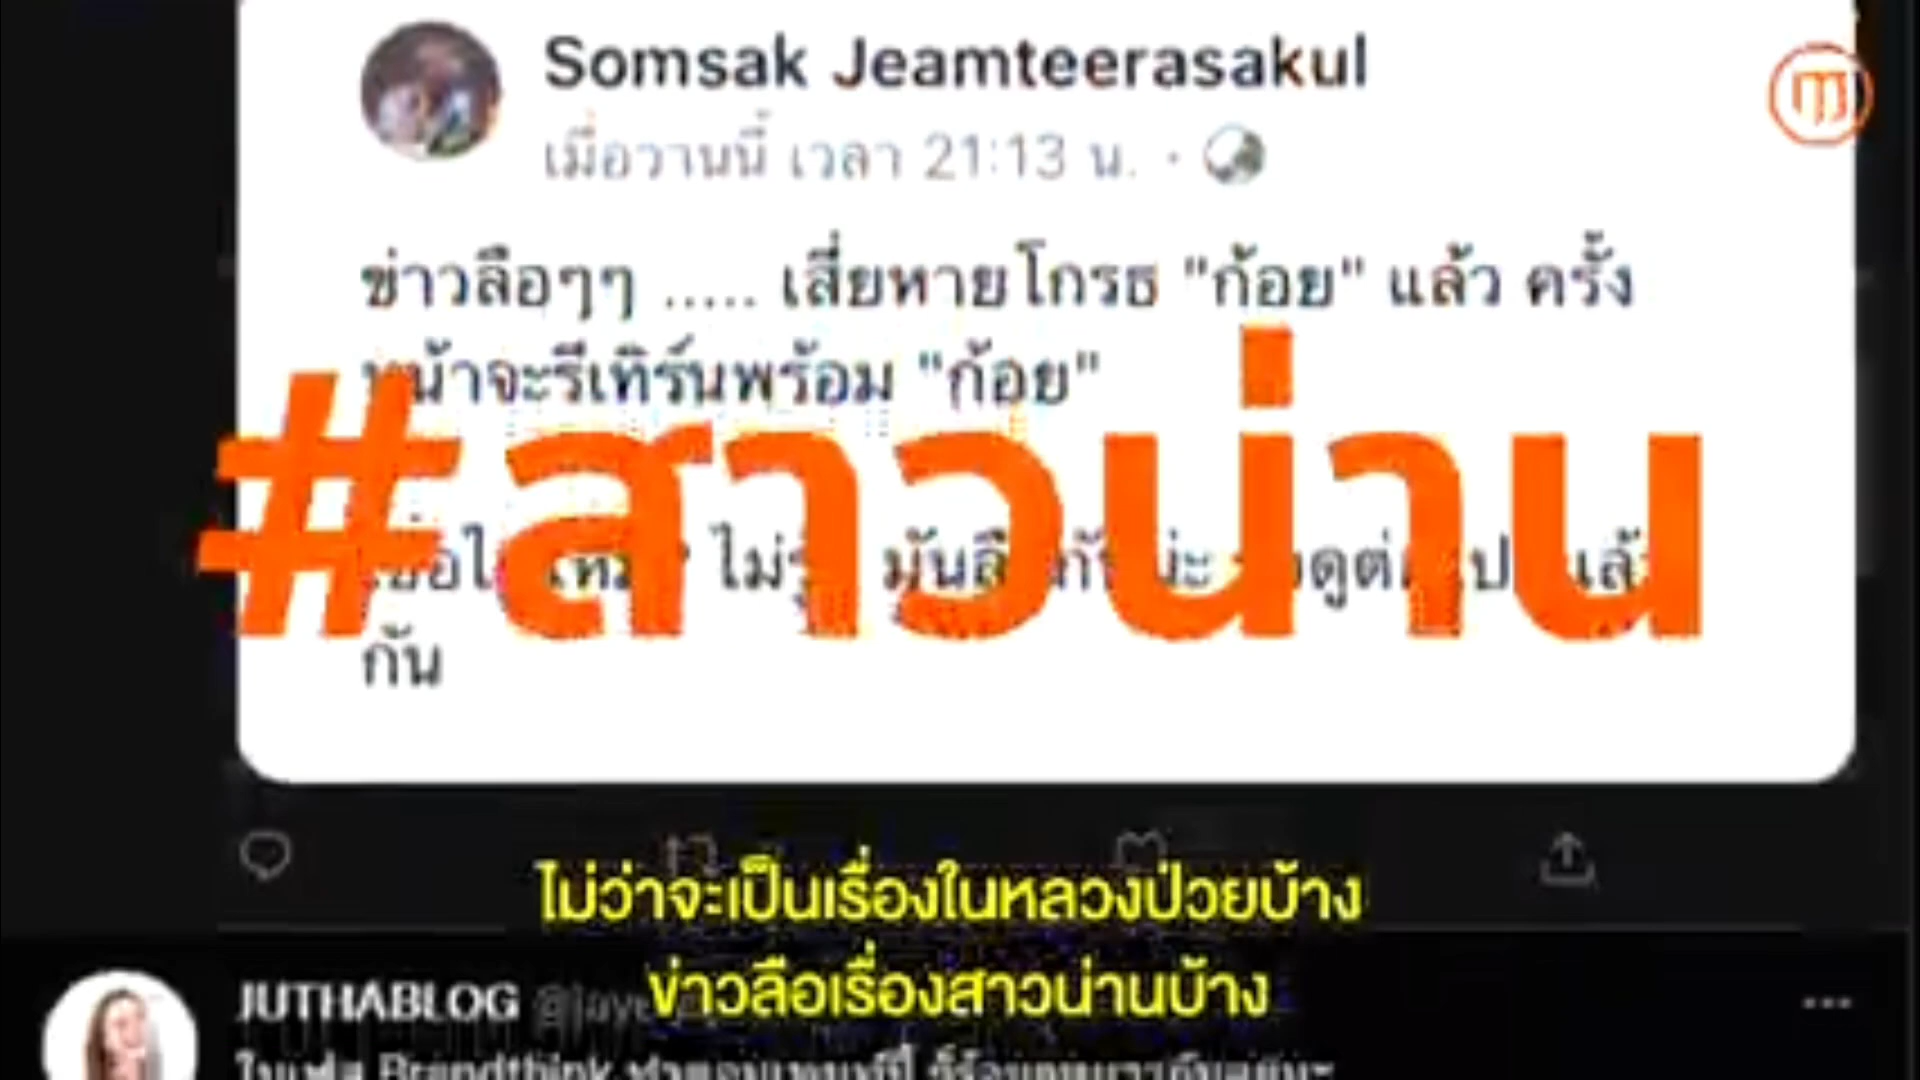 Somsak Jeamteerasakul
เมื่อวานนี้ เวลา 21:13 น.
ข่าวลือๆๆ ..... เสี่ยหายโกรธ "ก้อย" แล้ว ครั้ง
หน้าจะรีเทิร์นพร้อม "ก้อย"
#สาวน่าน
กัน
ไม่ว่าจะเป็นเรื่องในหลวงป่วยบ้าง
ข่าวลือเรื่องสาวน่านบ้าง
JUTHABLOG